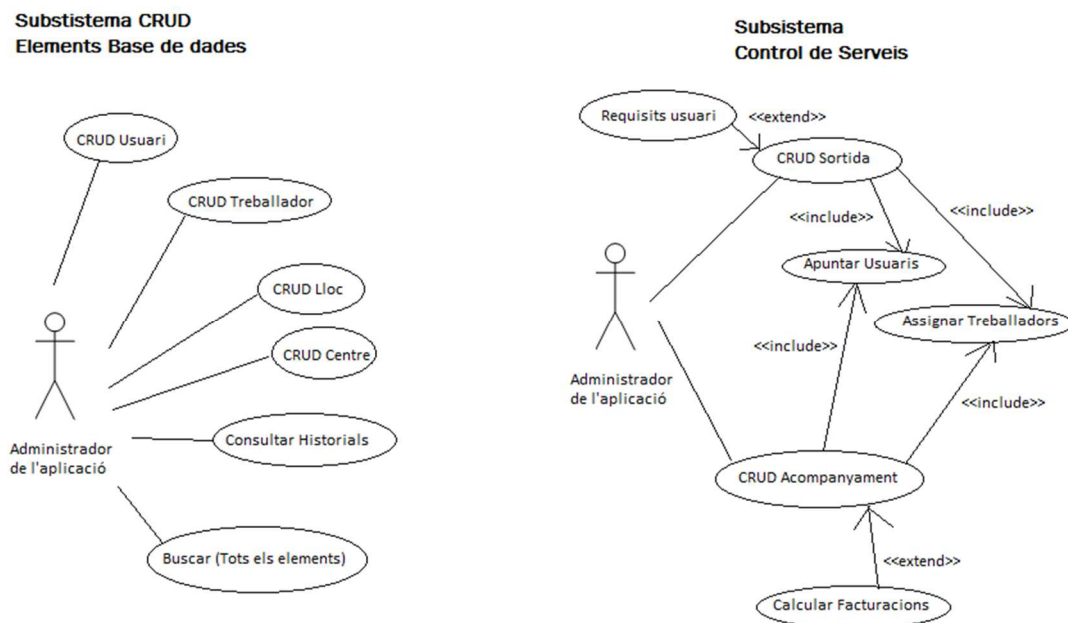 Substistema CRUD
Elements Base de dades
CRUD Usuari
CRUD Treballador
CRUD Lloc
CRUD Centre
Consultar Historials
Buscar (Tots els elements)
Administrador
de l'aplicació
Subsistema
Control de Serveis
Requisits usuari
<<extend>>
CRUD Sortida
<<include>>
<<include>>
Apuntar Usuaris
Assignar Treballadors
<<include>>
<<include>>
Administrador
de l'aplicació
CRUD Acompanyament
<<extend>>
Calcular Facturacions